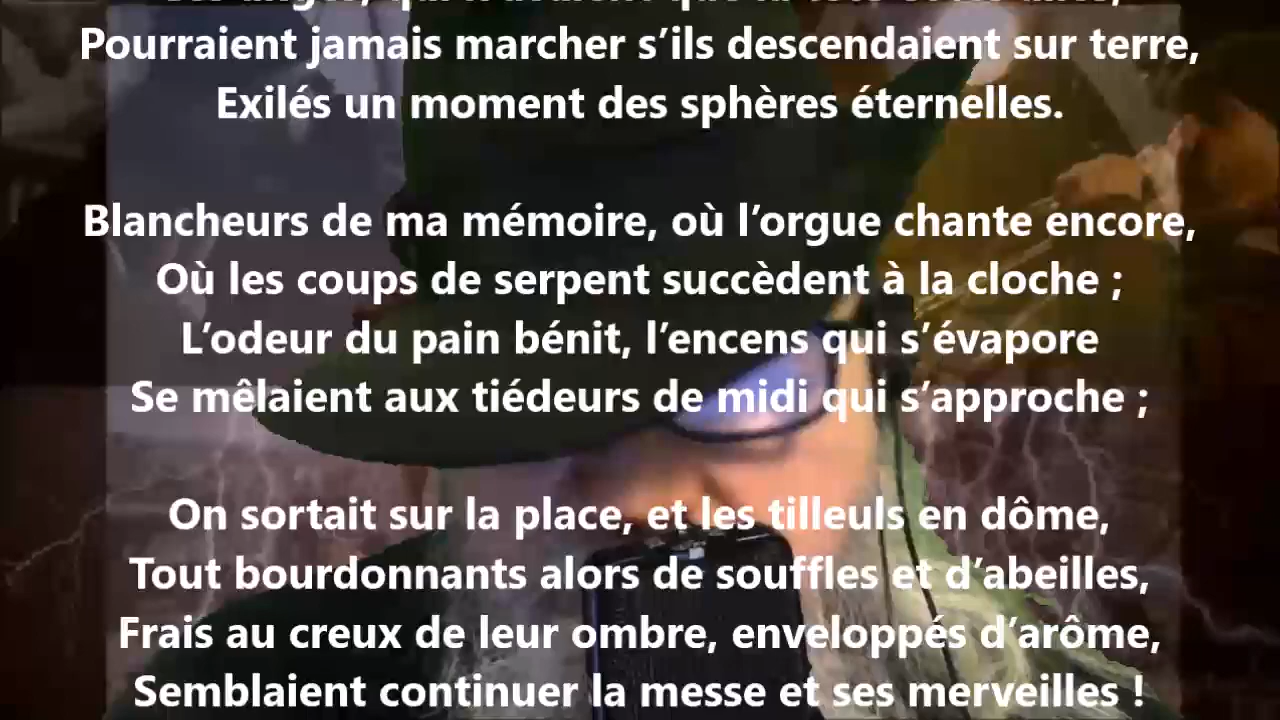 Pourraient jamais marcher s’ils descendaient sur terre,
Exilés un moment des sphères éternelles.
Blancheurs de ma mémoire, où l’orgue chante encore,
Où les coups de serpent succèdent à la cloche ;
L’odeur du pain bénit, l’encens qui s’évapore
Se mêlaient aux tiédeurs de midi qui s’approche ;
On sortait sur la place, et les tilleuls en dôme,
Tout bourdonnants alors de souffles et d’abeilles,
Frais au creux de leur ombre, enveloppés d’arôme,
Semblaient continuer la messe et ses merveilles !